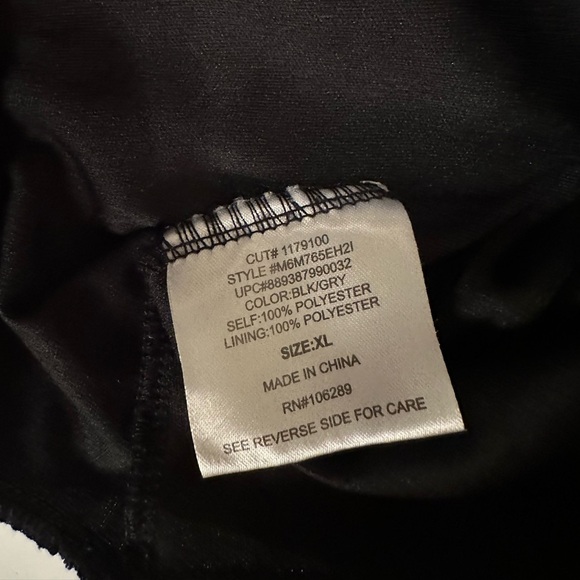 CUT# 1179100
STYLE #M6M765EH2I
UPC#889387990032
COLOR:BLK/GRY
SELF:100% POLYESTER
LINING:100% POLYESTER
SIZE:XL
MADE IN CHINA
RN#106289
SEE REVERSE SIDE FOR CARE